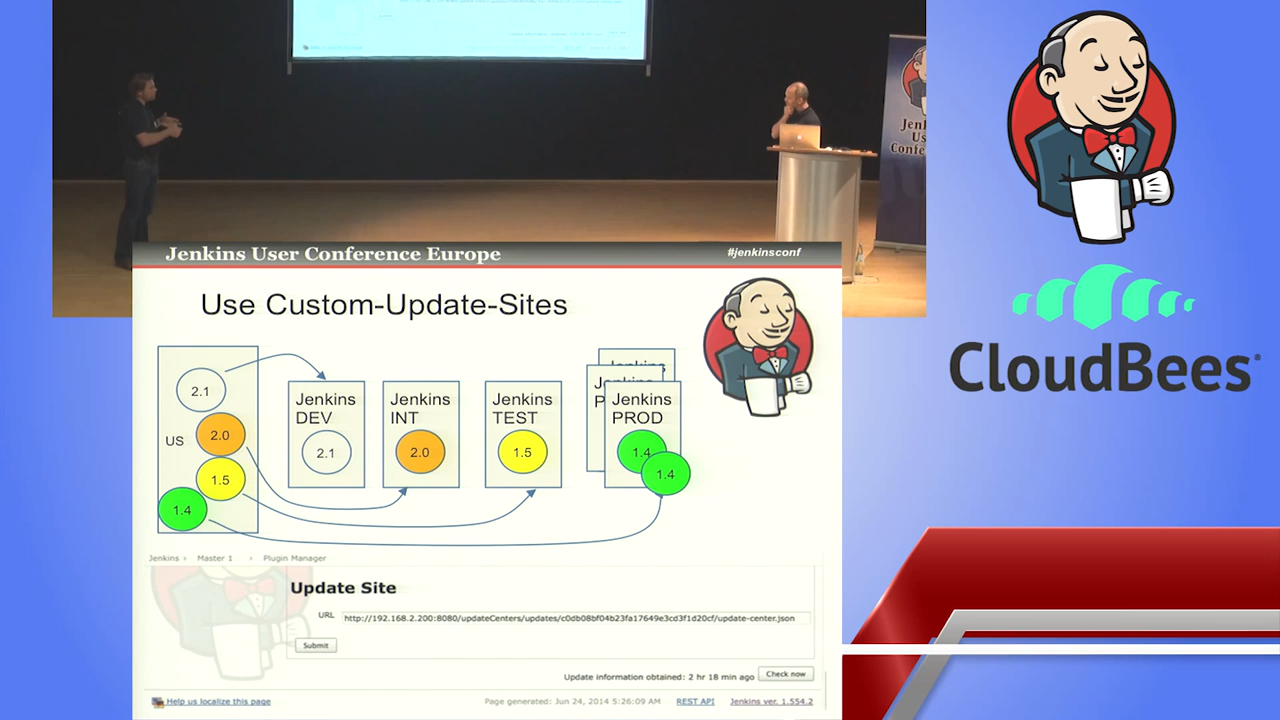 Jenkins User Conference Europe
#jenkinsconf
Use Custom-Update-Sites
US
2.1
2.0
1.5
1.4
Jenkins
DEV
2.1
Jenkins
INT
2.0
Jenkins
TEST
1.5
Jenkins
PROD
1.4
1.4
Jenkins
Master 1
Plugin Manager
Update Site
URL
http://192.168.2.200:8080/updateCenters/updates/c0db08bf04b23fa17649e3cd3f1d20cf/update-center.json
Submit
Update information obtained: 2 hr 18 min ago
Check now
Help us localize this page
Page generated: Jun 24, 2014 5:26:09 AM
REST API
Jenkins ver. 1.554.2
CloudBees